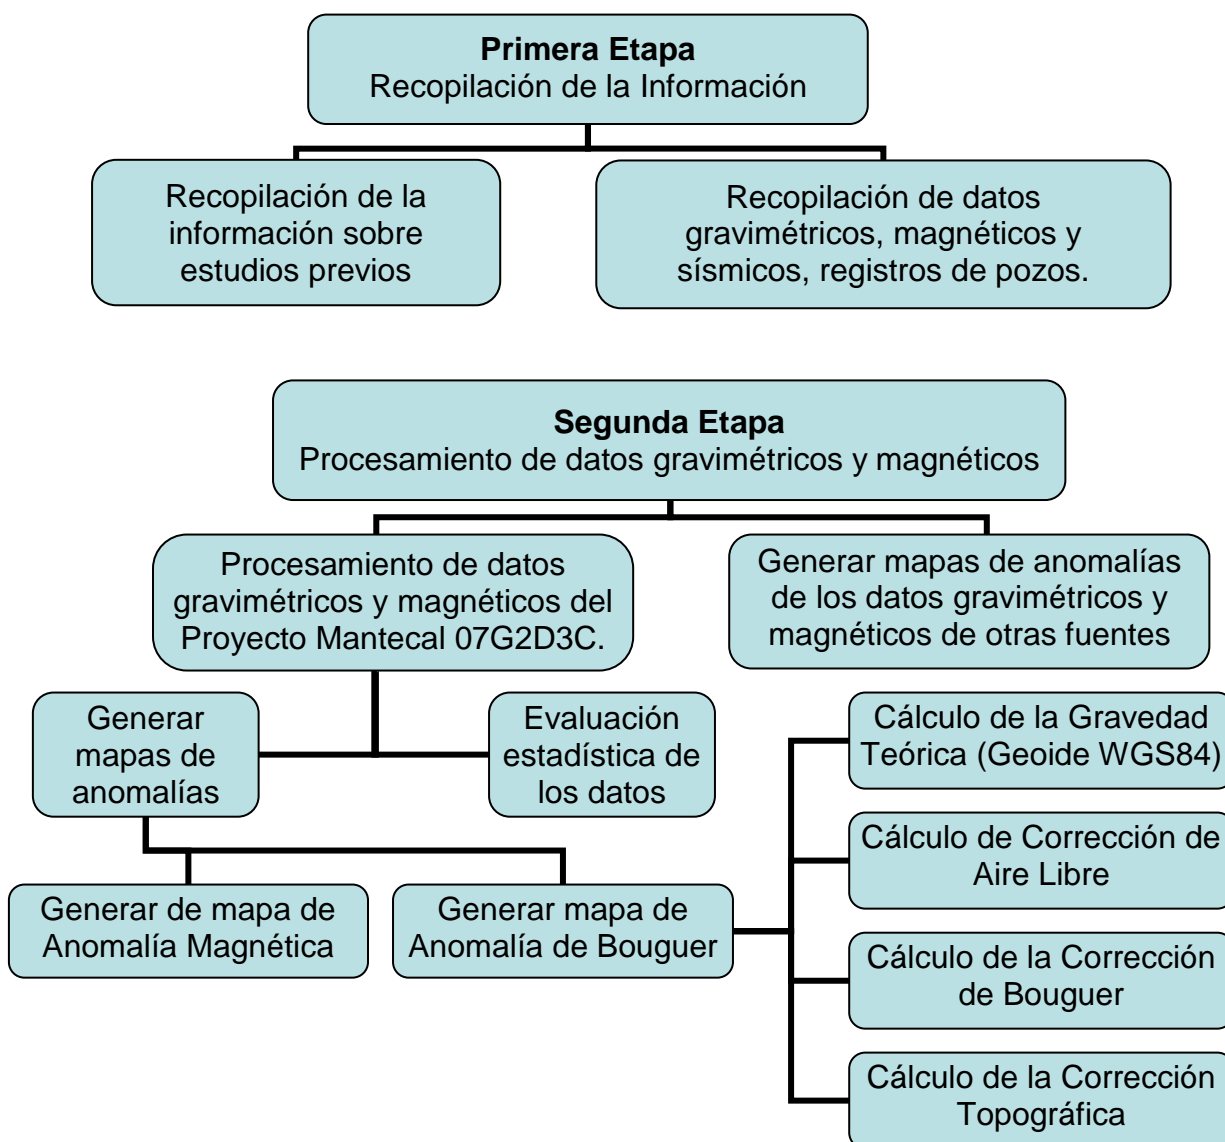 Primera Etapa
Recopilación de la Información
Recopilación de la
información sobre
estudios previos
Recopilación de datos
gravimétricos, magnéticos y
sísmicos, registros de pozos.
Segunda Etapa
Procesamiento de datos gravimétricos y magnéticos
Procesamiento de datos
gravimétricos y magnéticos del
Proyecto Mantecal 07G2D3C.
Generar mapas de anomalías
de los datos gravimétricos y
magnéticos de otras fuentes
Generar
mapas de
anomalías
Evaluación
estadística de
los datos
Generar de mapa de
Anomalía Magnética
Generar mapa de
Anomalía de Bouguer
Cálculo de la Gravedad
Teórica (Geoide WGS84)
Cálculo de Corrección de
Aire Libre
Cálculo de la Corrección
de Bouguer
Cálculo de la Corrección
Topográfica